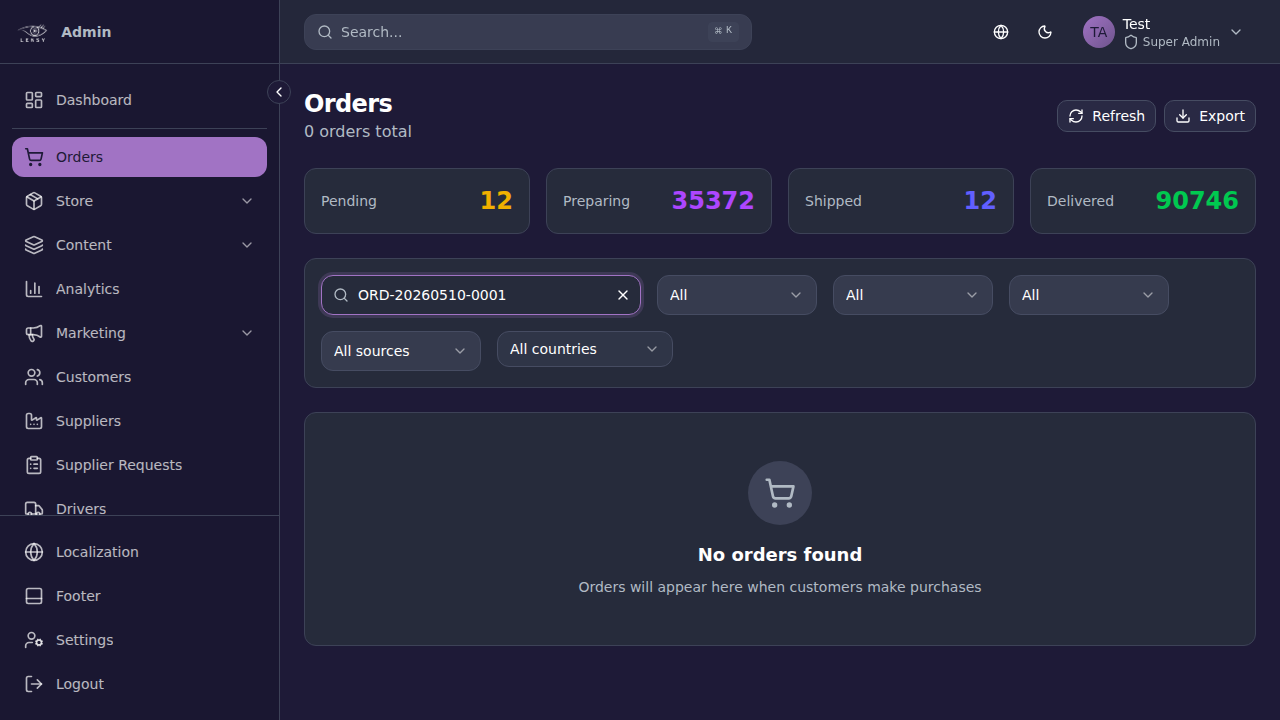 LENSY
Admin
Search...
⌘ K
TA
Test
Super Admin
Dashboard
Orders
Store
Content
Analytics
Marketing
Customers
Suppliers
Supplier Requests
Drivers
Localization
Footer
Settings
Logout
Orders
0 orders total
Refresh
Export
Pending 12
Preparing 35372
Shipped 12
Delivered 90746
ORD-20260510-0001
All
All
All
All sources
All countries
No orders found
Orders will appear here when customers make purchases